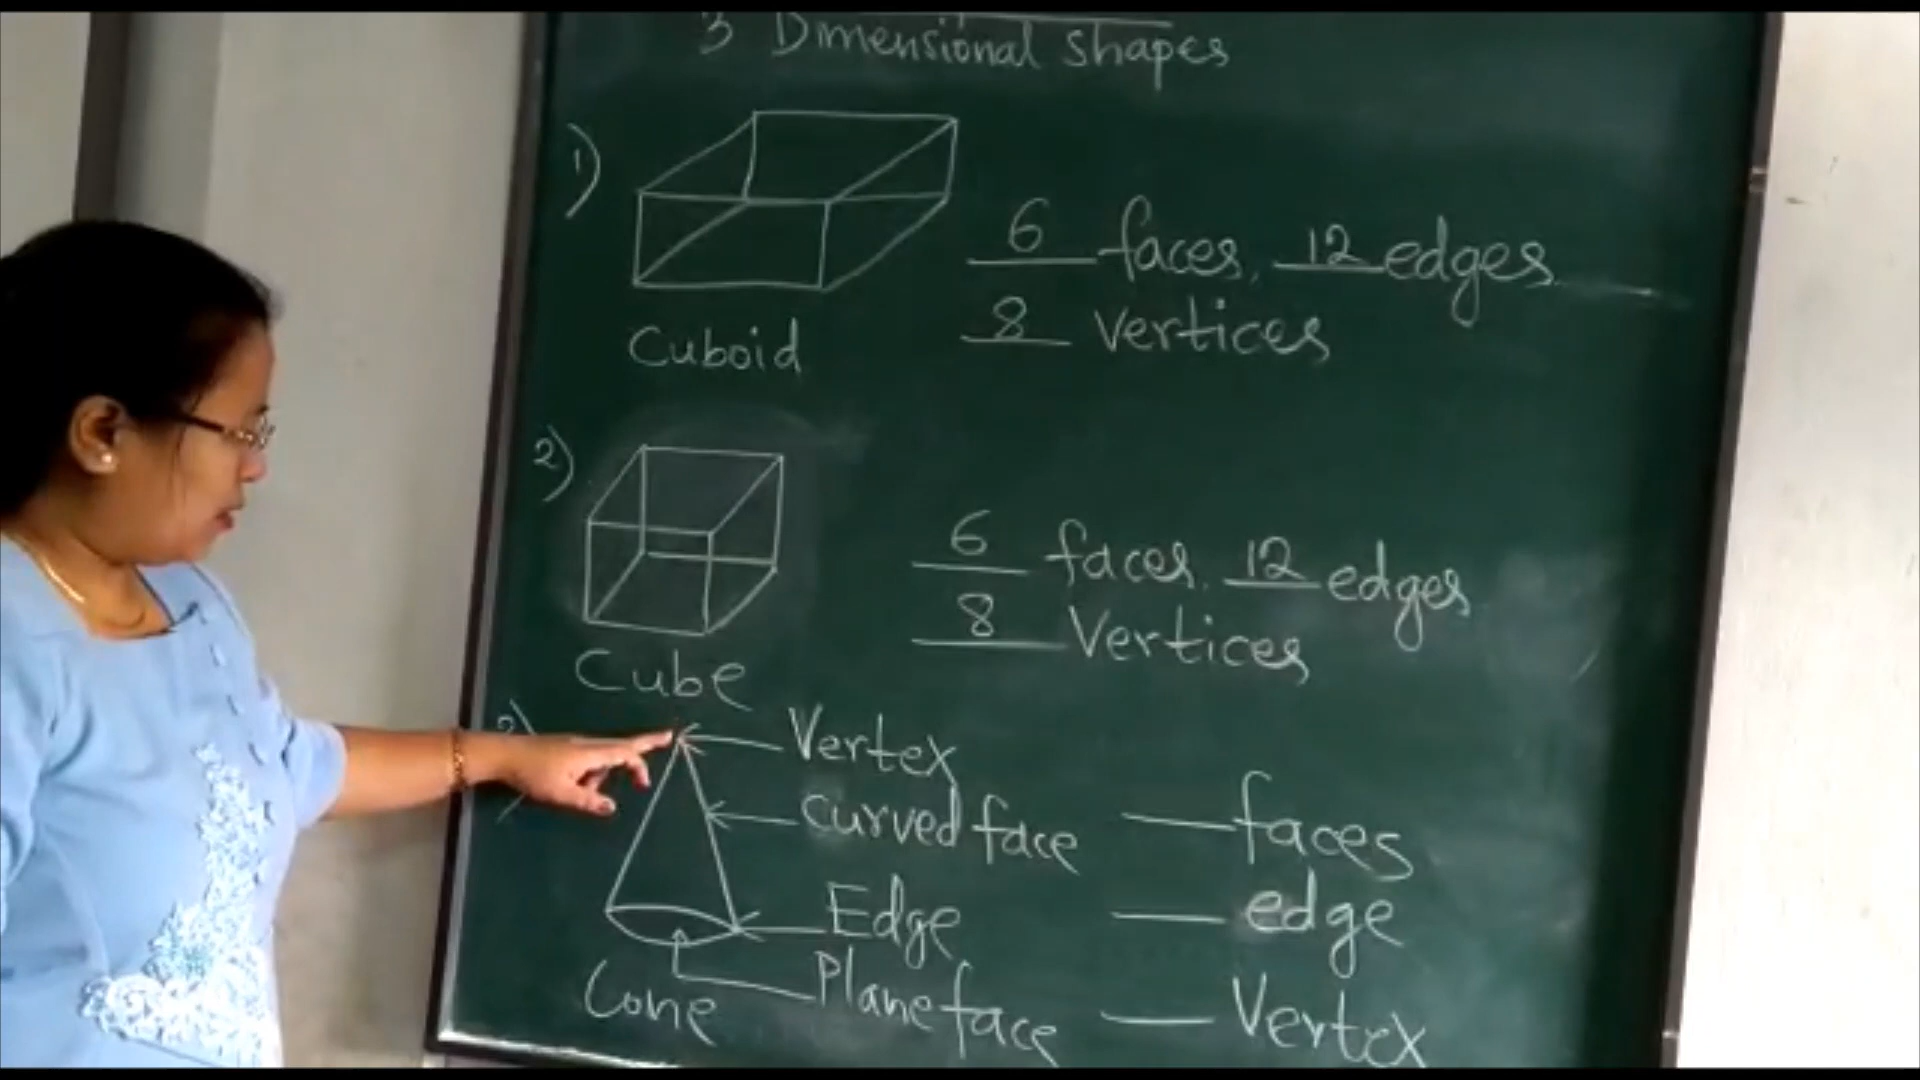 3 Dimensional shapes
1)
6 faces, 12 edges
8 vertices
Cuboid
2)
6 faces, 12 edges
8 Vertices
Cube
3)
Vertex
curved face
faces
Edge
edge
Plane face
Vertex
Cone